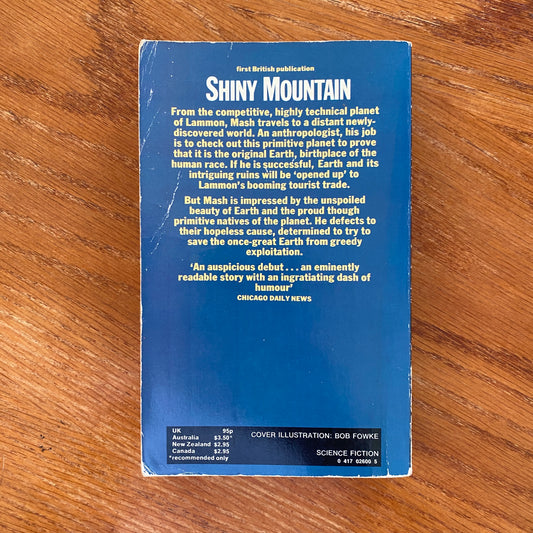 first British publication
SHINY MOUNTAIN
From the competitive, highly technical planet
of Lammon, Mash travels to a distant newly-
discovered world. An anthropologist, his job
is to check out this primitive planet to prove
that it is the original Earth, birthplace of the
human race. If he is successful, Earth and its
intriguing ruins will be ‘opened up’ to
Lammon’s booming tourist trade.
But Mash is impressed by the unspoiled
beauty of Earth and the proud though
primitive natives of the planet. He defects to
their hopeless cause, determined to try to
save the once-great Earth from greedy
exploitation.
‘An auspicious debut . . . an eminently
readable story with an ingratiating dash of
humour’
CHICAGO DAILY NEWS
UK 95p
Australia $3.50*
New Zealand $2.95
Canada $2.95
*recommended only
COVER ILLUSTRATION: BOB FOWKE
SCIENCE FICTION
0 417 02600 5